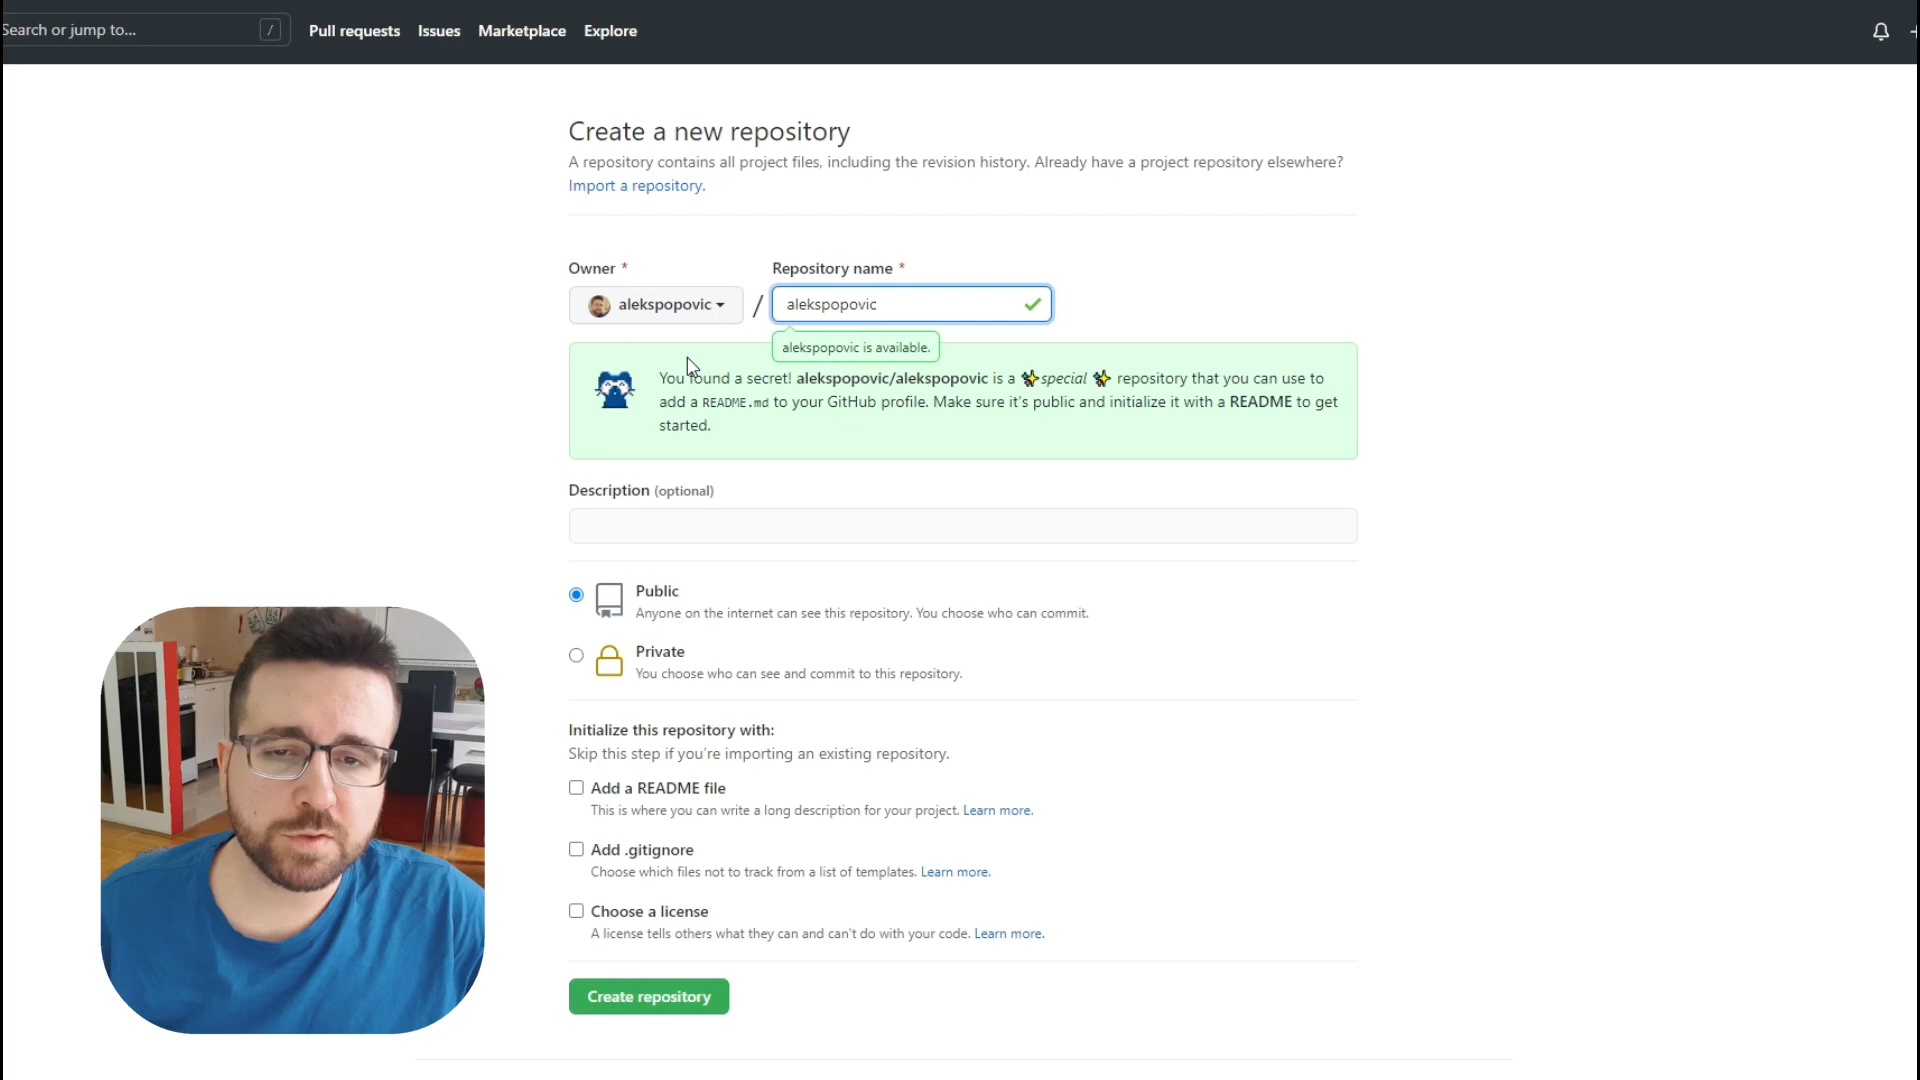 Search or jump to... /
Pull requests Issues Marketplace Explore
Create a new repository
A repository contains all project files, including the revision history. Already have a project repository elsewhere?
Import a repository.
Owner * Repository name *
alekspopovic / alekspopovic
alekspopovic is available.
You found a secret! alekspopovic/alekspopovic is a ✨special ✨ repository that you can use to
add a README.md to your GitHub profile. Make sure it's public and initialize it with a README to get
started.
Description (optional)
Public
Anyone on the internet can see this repository. You choose who can commit.
Private
You choose who can see and commit to this repository.
Initialize this repository with:
Skip this step if you're importing an existing repository.
Add a README file
This is where you can write a long description for your project. Learn more.
Add .gitignore
Choose which files not to track from a list of templates. Learn more.
Choose a license
A license tells others what they can and can't do with your code. Learn more.
Create repository